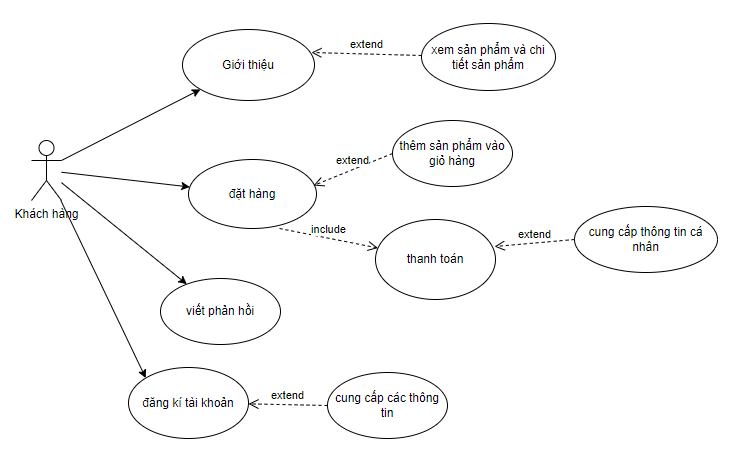 Giới thiệu
extend
xem sản phẩm và chi
tiết sản phẩm
Khách hàng
đặt hàng
extend
thêm sản phẩm vào
giỏ hàng
include
thanh toán
extend
cung cấp thông tin cá
nhân
viết phản hồi
đăng kí tài khoản
extend
cung cấp các thông
tin